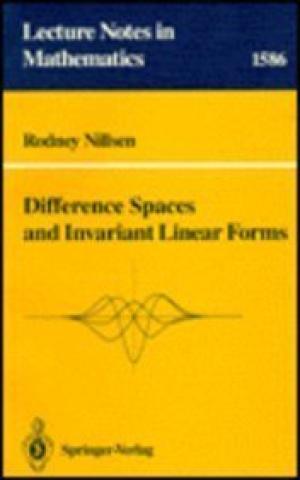 Lecture Notes in
Mathematics 1586
Rodney Nillsen
Difference Spaces
and Invariant Linear Forms
Springer-Verlag